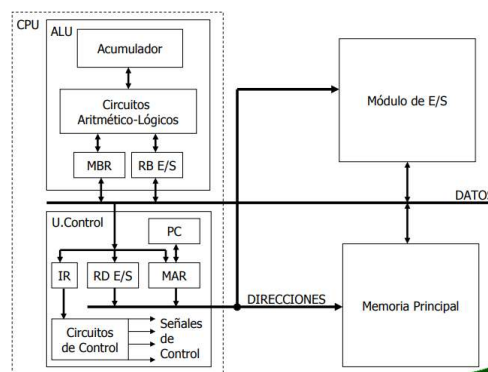 CPU
ALU
Acumulador
Circuitos
Aritmético-Lógicos
MBR
RB E/S
Módulo de E/S
DATOS
U.Control
PC
IR
RD E/S
MAR
DIRECCIONES
Memoria Principal
Circuitos
de Control
Señales
de
Control